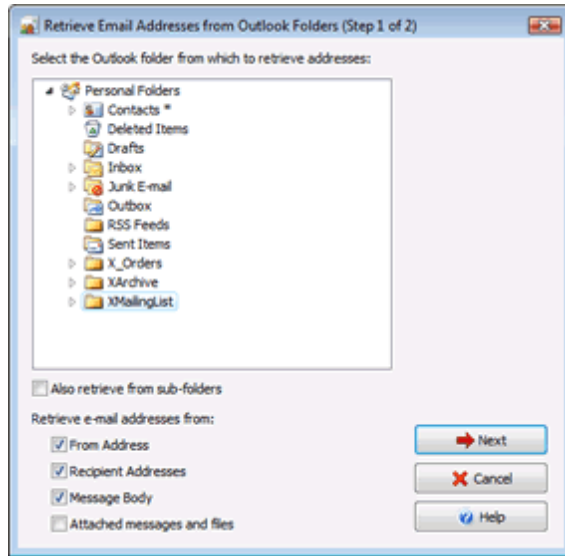 Retrieve Email Addresses from Outlook Folders (Step 1 of 2)
Select the Outlook folder from which to retrieve addresses:
Personal Folders
Contacts *
Deleted Items
Drafts
Inbox
Junk E-mail
Outbox
RSS Feeds
Sent Items
X_Orders
XArchive
XMailingList
Also retrieve from sub-folders
Retrieve e-mail addresses from:
From Address
Recipient Addresses
Message Body
Attached messages and files
Next
Cancel
Help